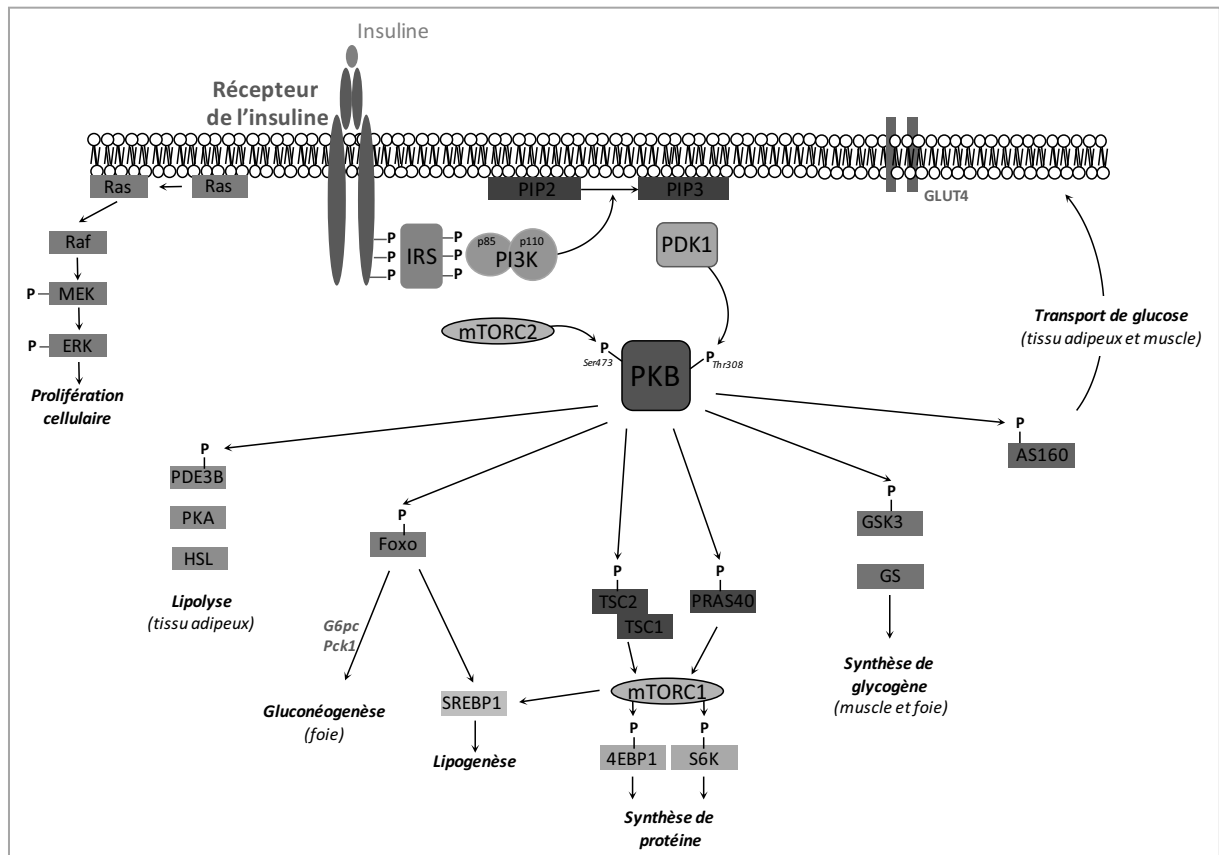 Insuline
Récepteur
de l'insuline
Ras
Ras
PIP2
PIP3
GLUT4
Raf
P
MEK
P
ERK
Prolifération
cellulaire
P
P
P
IRS
P
P
P
p85
p110
PI3K
PDK1
mTORC2
P
Ser473
PKB
P
Thr308
Transport de glucose
(tissu adipeux et muscle)
P
AS160
P
PDE3B
PKA
HSL
Lipolyse
(tissu adipeux)
P
Foxo
G6pc
Pck1
Gluconéogenèse
(foie)
SREBP1
Lipogenèse
P
TSC2
TSC1
P
PRAS40
mTORC1
P
P
4EBP1
S6K
Synthèse de
protéine
P
GSK3
GS
Synthèse de
glycogène
(muscle et foie)